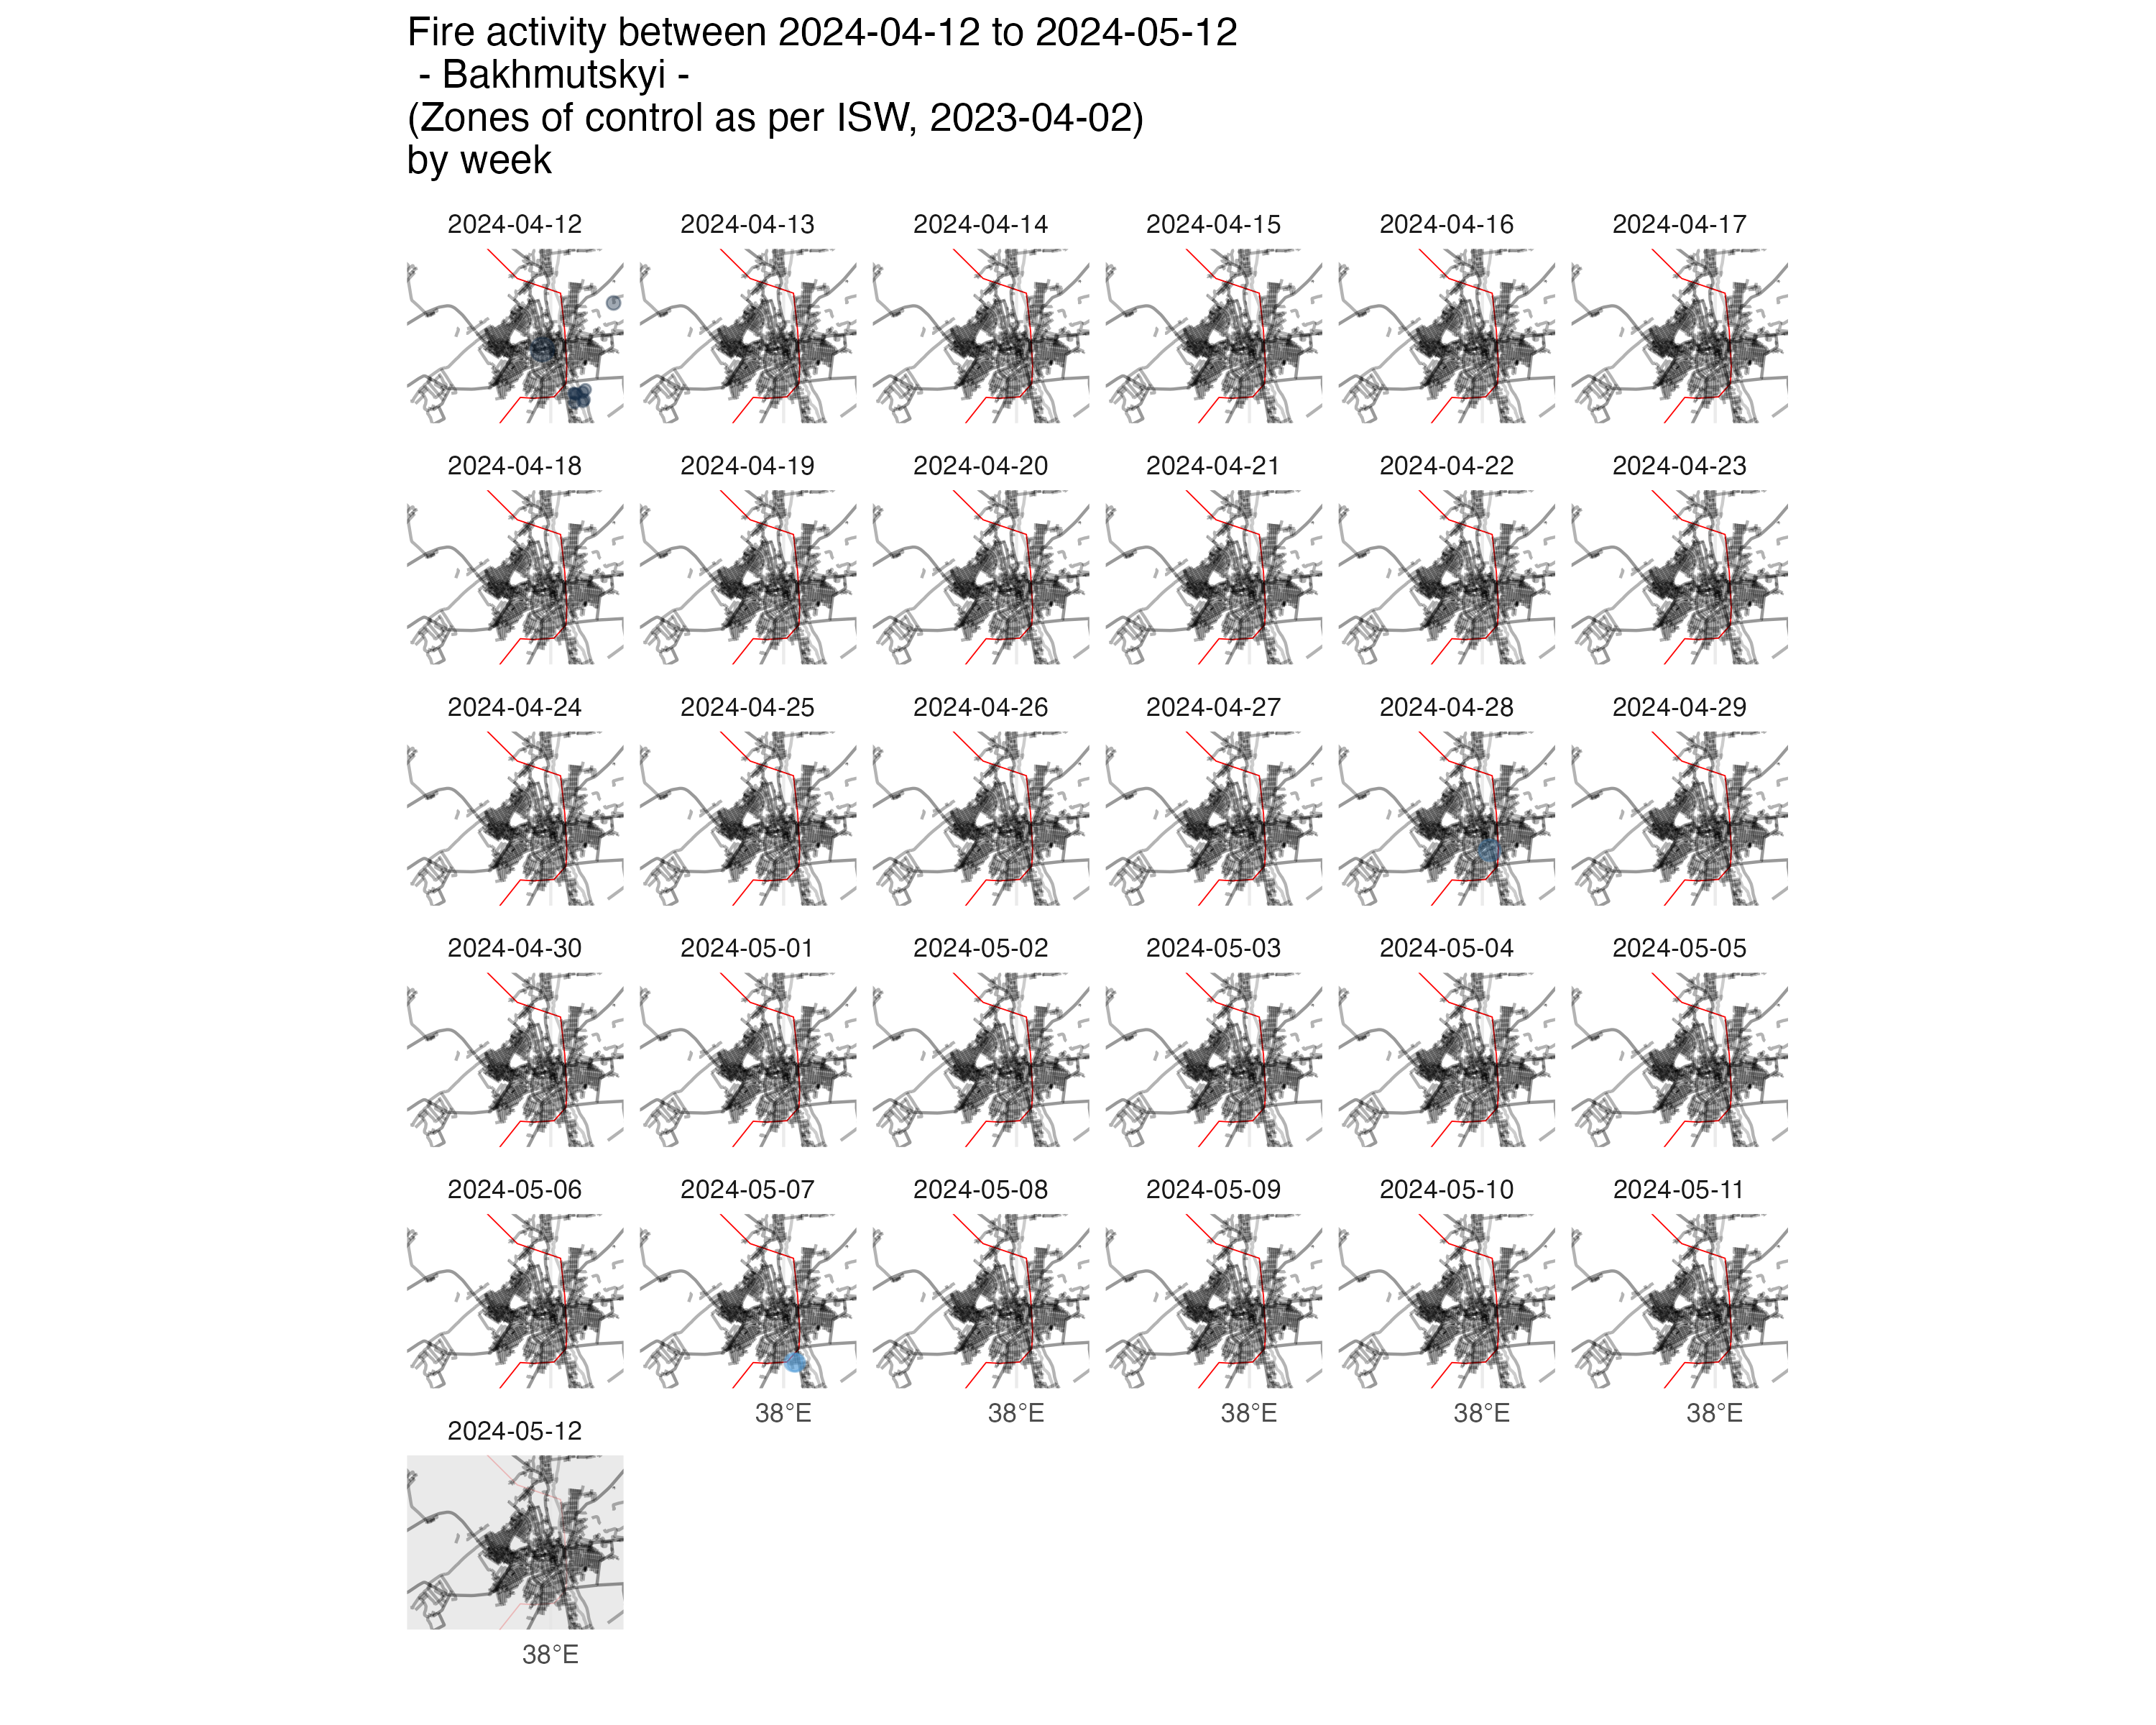 Fire activity between 2024-04-12 to 2024-05-12
- Bakhmutskyi -
(Zones of control as per ISW, 2023-04-02)
by week
2024-04-12 2024-04-13 2024-04-14 2024-04-15 2024-04-16 2024-04-17
2024-04-18 2024-04-19 2024-04-20 2024-04-21 2024-04-22 2024-04-23
2024-04-24 2024-04-25 2024-04-26 2024-04-27 2024-04-28 2024-04-29
2024-04-30 2024-05-01 2024-05-02 2024-05-03 2024-05-04 2024-05-05
2024-05-06 2024-05-07 2024-05-08 2024-05-09 2024-05-10 2024-05-11
38°E 38°E 38°E 38°E 38°E
2024-05-12
38°E